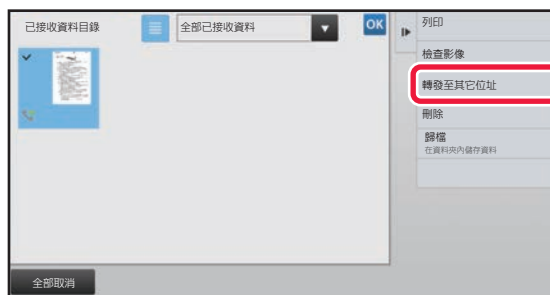 已接收資料目錄
全部已接收資料
OK
列印
檢查影像
轉發至其它位址
刪除
歸檔
在資料夾內儲存資料
全部取消